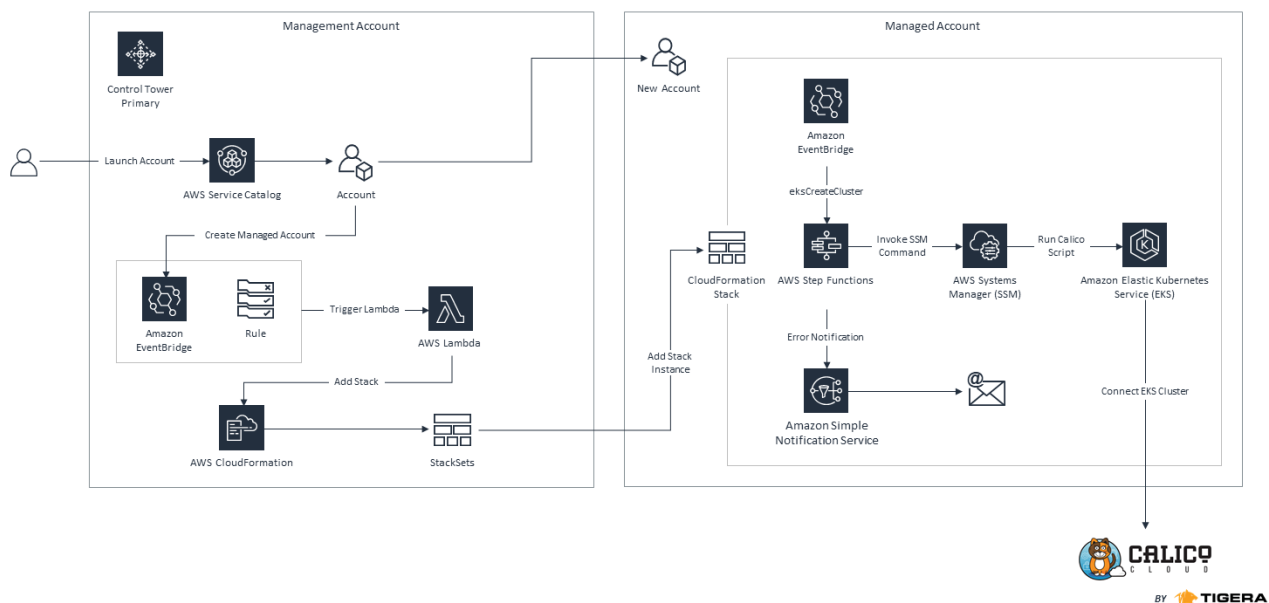 Management Account
Control Tower
Primary
Launch Account
AWS Service Catalog
Account
Create Managed Account
Amazon
EventBridge
Rule
Trigger Lambda
AWS Lambda
Add Stack
AWS CloudFormation
StackSets
Managed Account
New Account
Amazon
EventBridge
eksCreateCluster
CloudFormation
Stack
AWS Step Functions
Invoke SSM
Command
AWS Systems
Manager (SSM)
Run Calico
Script
Amazon Elastic Kubernetes
Service (EKS)
Add Stack
Instance
Error Notification
Amazon Simple
Notification Service
@
Connect EKS Cluster
K
CALICO
CLOUD
BY TIGERA